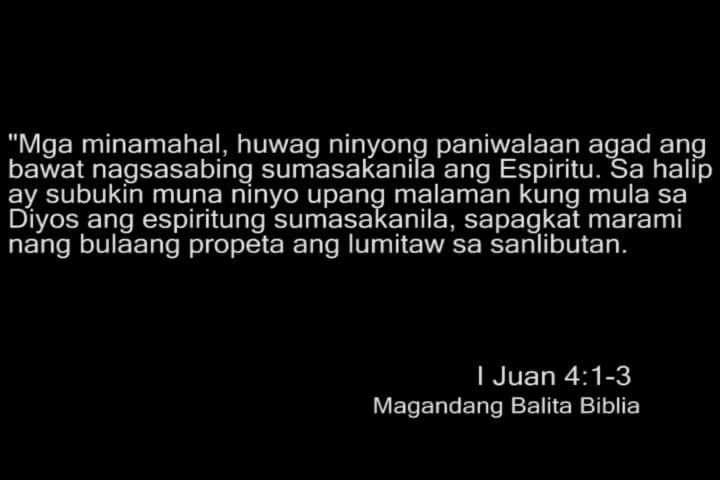 "Mga minamahal, huwag ninyong paniwalaan agad ang
bawat nagsasabing sumasakanila ang Espiritu. Sa halip
ay subukin muna ninyo upang malaman kung mula sa
Diyos ang espiritung sumasakanila, sapagkat marami
nang bulaang propeta ang lumitaw sa sanlibutan.
I Juan 4:1-3
Magandang Balita Biblia